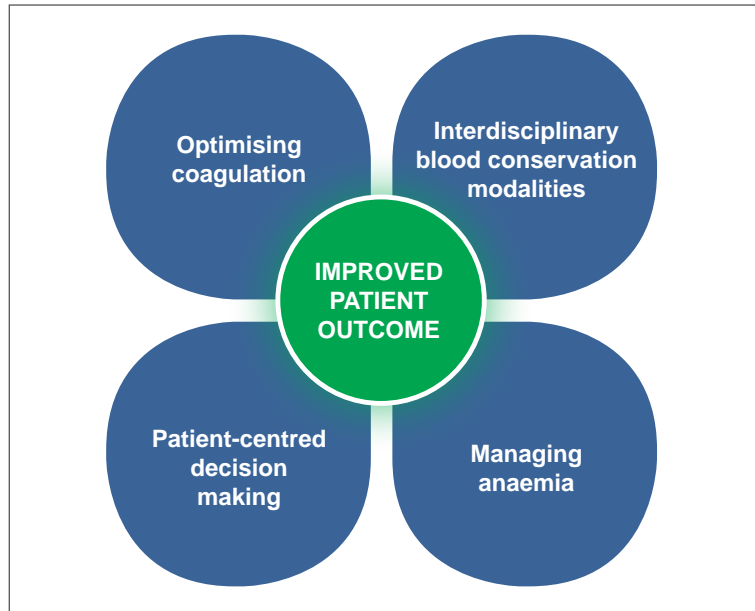 Optimising
coagulation
Interdisciplinary
blood conservation
modalities
IMPROVED
PATIENT
OUTCOME
Patient-centred
decision
making
Managing
anaemia